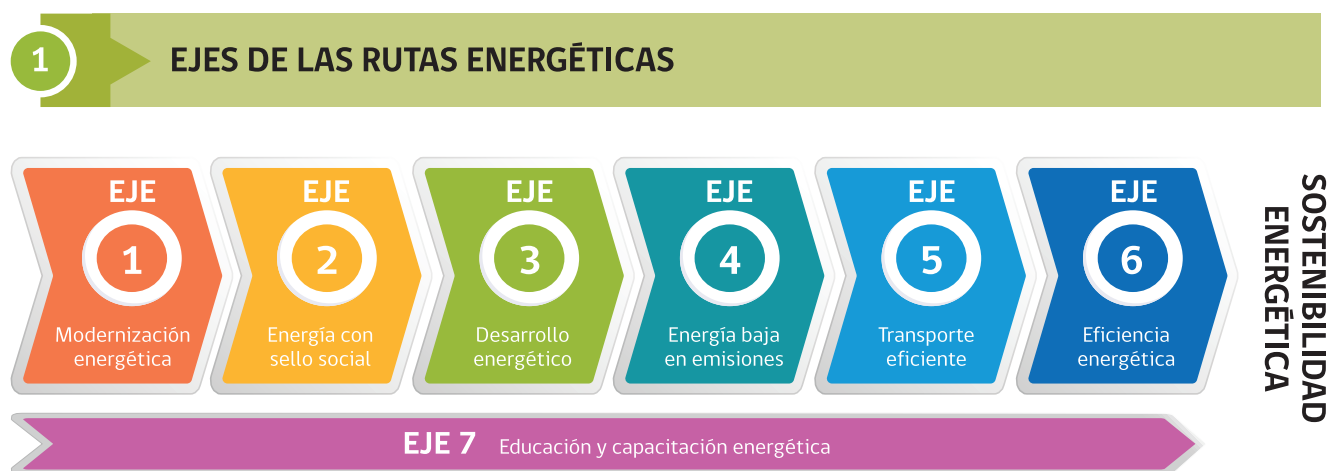 1
EJES DE LAS RUTAS ENERGÉTICAS
EJE
1
Modernización
energética
EJE
2
Energía con
sello social
EJE
3
Desarrollo
energético
EJE
4
Energía baja
en emisiones
EJE
5
Transporte
eficiente
EJE
6
Eficiencia
energética
SOSTENIBILIDAD
ENERGÉTICA
EJE 7 Educación y capacitación energética